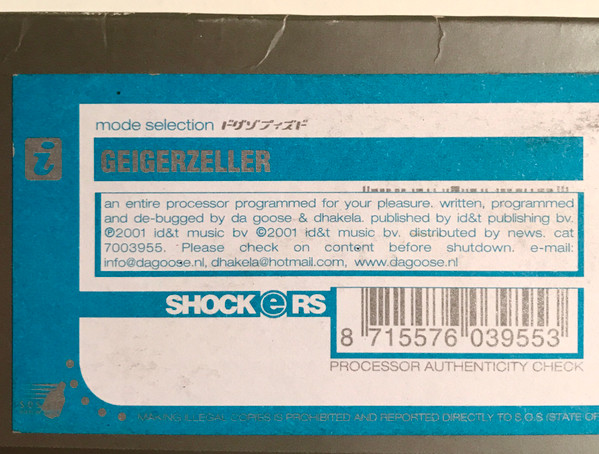 mode selection ドザゾディズド
i
GEIGERZELLER
an entire processor programmed for your pleasure. written, programmed
and de-bugged by da goose & dhakela. published by id&t publishing bv.
℗2001 id&t music bv ©2001 id&t music bv. distributed by news. cat
7003955. Please check on content before shutdown. e-mail:
info@dagoose.nl, dhakela@hotmail.com, www.dagoose.nl
SHOCKeRS
8 715576 039553
PROCESSOR AUTHENTICITY CHECK
MAKING ILLEGAL COPIES IS PROHIBITED AND REPORTED DIRECTLY TO S.O.S (STATE OF